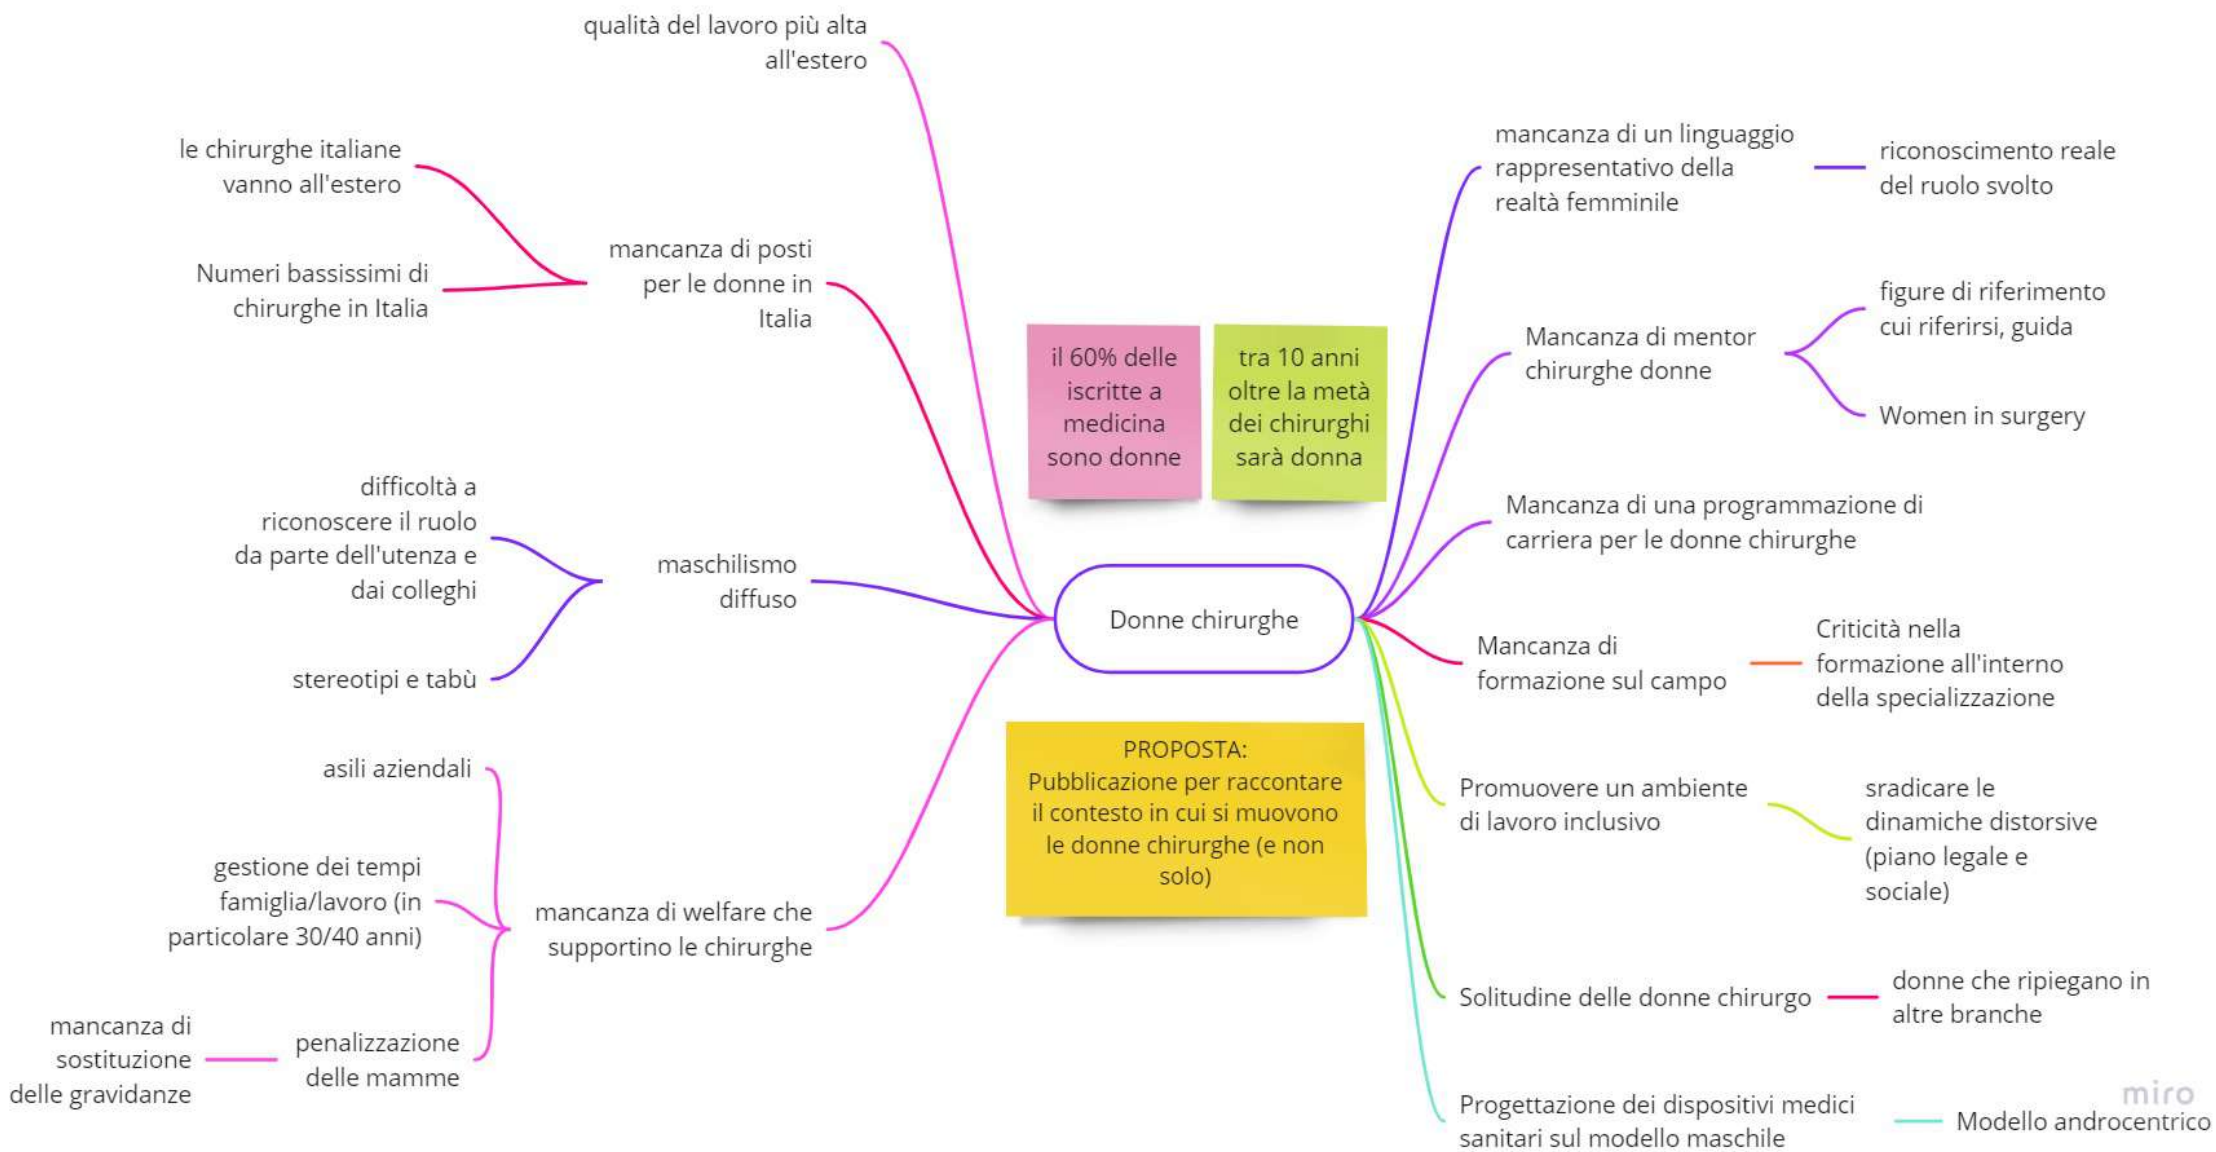 qualità del lavoro più alta
all'estero
le chirurghe italiane
vanno all'estero
Numeri bassissimi di
chirurghe in Italia
mancanza di posti
per le donne in
Italia
difficoltà a
riconoscere il ruolo
da parte dell'utenza e
dai colleghi
stereotipi e tabù
maschilismo
diffuso
asili aziendali
gestione dei tempi
famiglia/lavoro (in
particolare 30/40 anni)
mancanza di
sostituzione
delle gravidanze
penalizzazione
delle mamme
mancanza di welfare che
supportino le chirurghe
il 60% delle
iscritte a
medicina
sono donne
tra 10 anni
oltre la metà
dei chirurghi
sarà donna
Donne chirurghe
PROPOSTA:
Pubblicazione per raccontare
il contesto in cui si muovono
le donne chirurghe (e non
solo)
mancanza di un linguaggio
rappresentativo della
realtà femminile
riconoscimento reale
del ruolo svolto
Mancanza di mentor
chirurghe donne
figure di riferimento
cui riferirsi, guida
Women in surgery
Mancanza di una programmazione di
carriera per le donne chirurghe
Mancanza di
formazione sul campo
Criticità nella
formazione all'interno
della specializzazione
Promuovere un ambiente
di lavoro inclusivo
sradicare le
dinamiche distorsive
(piano legale e
sociale)
Solitudine delle donne chirurgo
donne che ripiegano in
altre branche
Progettazione dei dispositivi medici
sanitari sul modello maschile
Modello androcentrico
miro